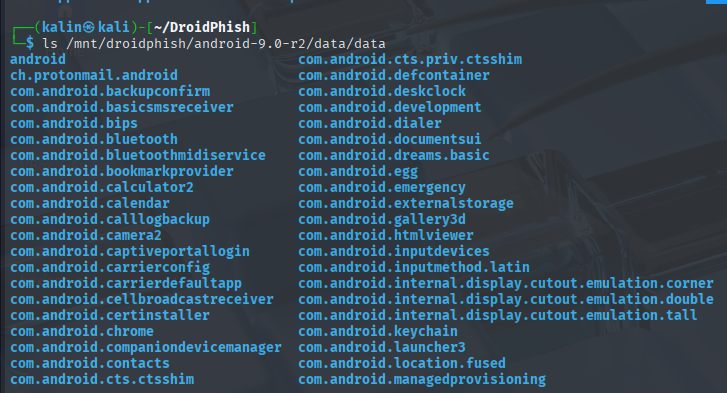 ┌──(kalin㉿kali)-[~/DroidPhish]
└─$ ls /mnt/droidphish/android-9.0-r2/data/data
android com.android.cts.priv.ctsshim
ch.protonmail.android com.android.defcontainer
com.android.backupconfirm com.android.deskclock
com.android.basicsmsreceiver com.android.development
com.android.bips com.android.dialer
com.android.bluetooth com.android.documentsui
com.android.bluetoothmidiservice com.android.dreams.basic
com.android.bookmarkprovider com.android.egg
com.android.calculator2 com.android.emergency
com.android.calendar com.android.externalstorage
com.android.calllogbackup com.android.gallery3d
com.android.camera2 com.android.htmlviewer
com.android.captiveportallogin com.android.inputdevices
com.android.carrierconfig com.android.inputmethod.latin
com.android.carrierdefaultapp com.android.internal.display.cutout.emulation.corner
com.android.cellbroadcastreceiver com.android.internal.display.cutout.emulation.double
com.android.certinstaller com.android.internal.display.cutout.emulation.tall
com.android.chrome com.android.keychain
com.android.companiondevicemanager com.android.launcher3
com.android.contacts com.android.location.fused
com.android.cts.ctsshim com.android.managedprovisioning